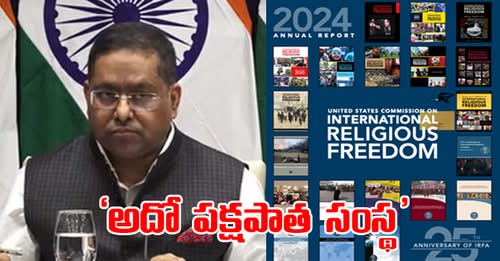 2024
ANNUAL REPORT
UNITED STATES COMMISSION ON
INTERNATIONAL
RELIGIOUS
FREEDOM
‘అదో పక్షపాత సంస్థ’
25TH
ANNIVERSARY OF IRFA